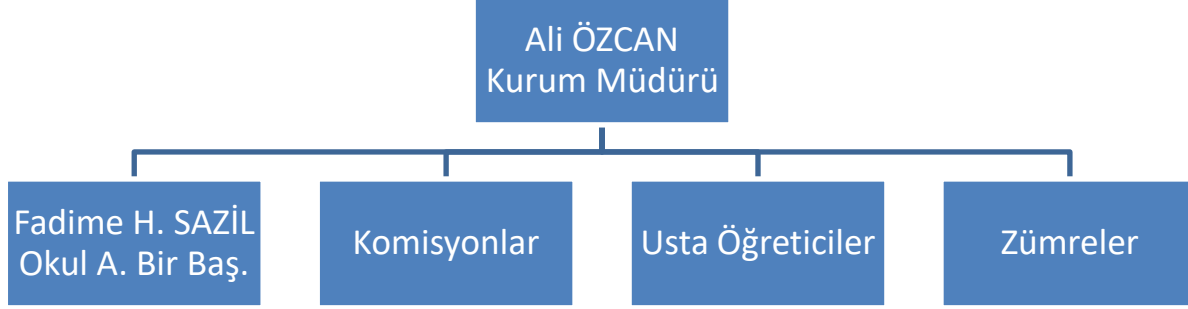 Ali ÖZCAN
Kurum Müdürü
Fadime H. SAZİL
Okul A. Bir Baş.
Komisyonlar
Usta Öğreticiler
Zümreler